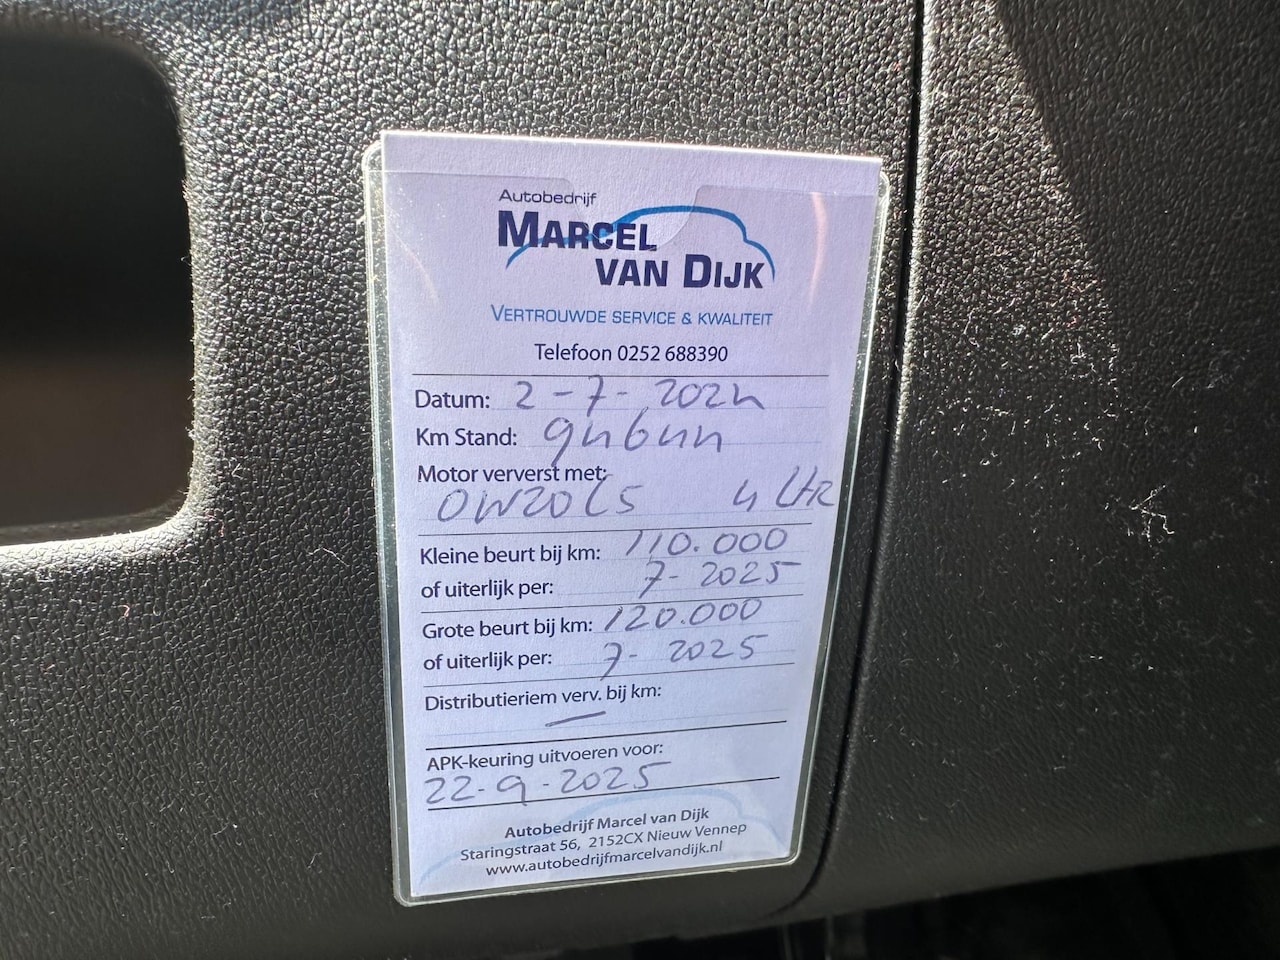 Autobedrijf
MARCEL
VAN DIJK
VERTROUWDE SERVICE & KWALITEIT
Telefoon 0252 688390
Datum: 2-7-2024
Km Stand: 94644
Motor ververst met:
0W20 C5 4 LTR
Kleine beurt bij km: 110.000
of uiterlijk per: 7-2025
Grote beurt bij km: 120.000
of uiterlijk per: 7-2025
Distributieriem verv. bij km:
—
APK-keuring uitvoeren voor:
22-9-2025
Autobedrijf Marcel van Dijk
Staringstraat 56, 2152CX Nieuw Vennep
www.autobedrijfmarcelvandijk.nl